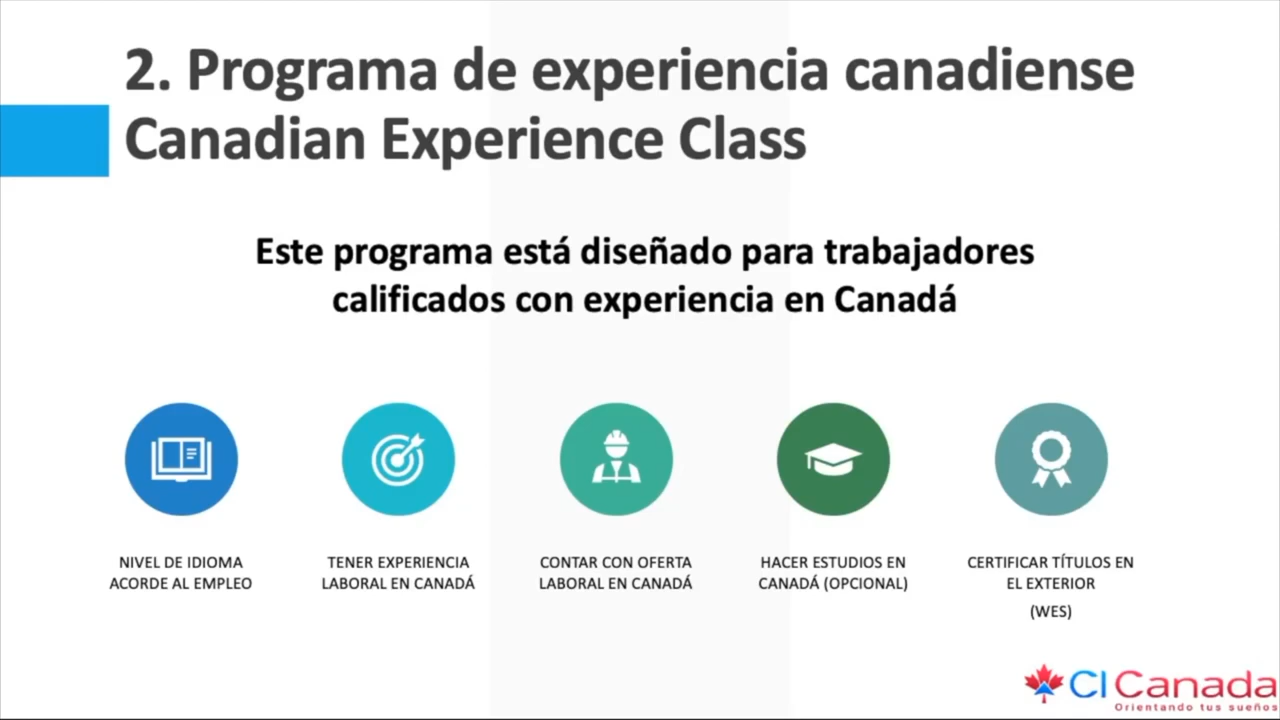 2. Programa de experiencia canadiense
Canadian Experience Class
Este programa está diseñado para trabajadores
calificados con experiencia en Canadá
NIVEL DE IDIOMA
ACORDE AL EMPLEO
TENER EXPERIENCIA
LABORAL EN CANADÁ
CONTAR CON OFERTA
LABORAL EN CANADÁ
HACER ESTUDIOS EN
CANADÁ (OPCIONAL)
CERTIFICAR TÍTULOS EN
EL EXTERIOR
(WES)
CI Canada
Orientando tus sueños